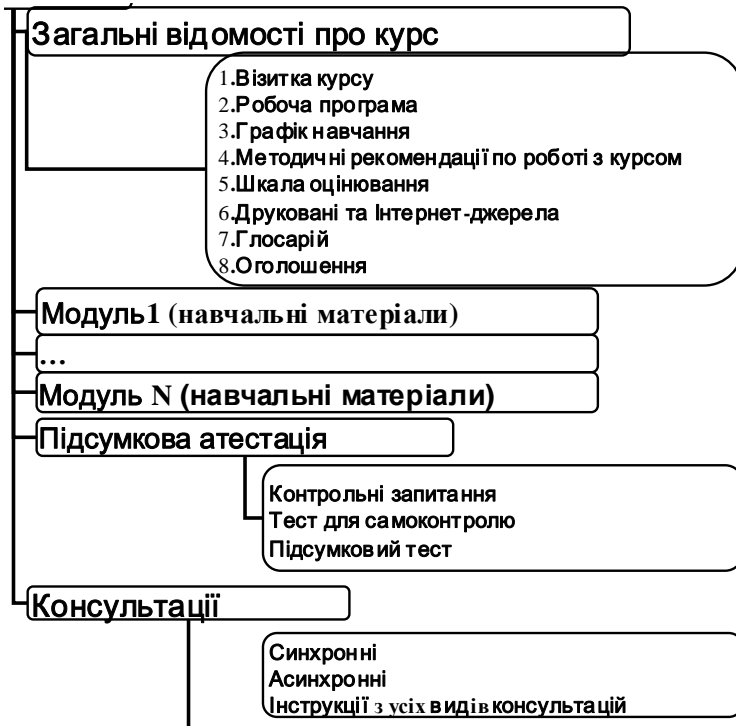 Загальні відомості про курс
1.Візитка курсу
2.Робоча програма
3.Графік навчання
4.Методичні рекомендації по роботі з курсом
5.Шкала оцінювання
6.Друковані та Інтернет-джерела
7.Глосарій
8.Оголошення
Модуль1 (навчальні матеріали)
...
Модуль N (навчальні матеріали)
Підсумкова атестація
Контрольні запитання
Тест для самоконтролю
Підсумковий тест
Консультації
Синхронні
Асинхронні
Інструкції з усіх видів консультацій